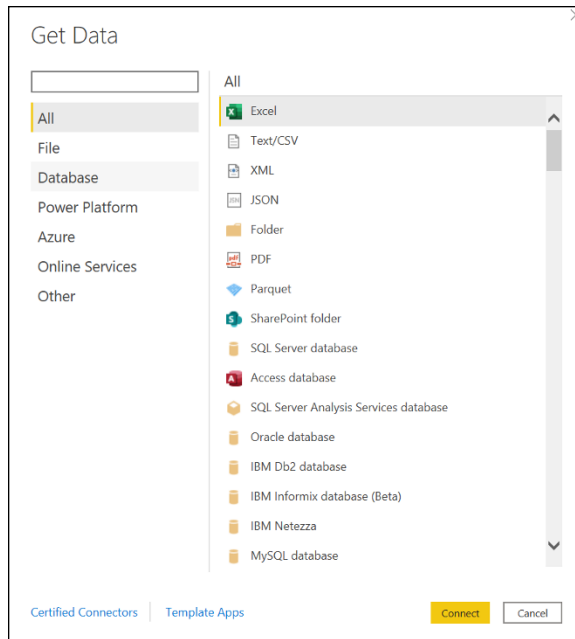 Get Data
All
File
Database
Power Platform
Azure
Online Services
Other
All
Excel
Text/CSV
XML
JSON
Folder
PDF
Parquet
SharePoint folder
SQL Server database
Access database
SQL Server Analysis Services database
Oracle database
IBM Db2 database
IBM Informix database (Beta)
IBM Netezza
MySQL database
Certified Connectors
Template Apps
Connect
Cancel